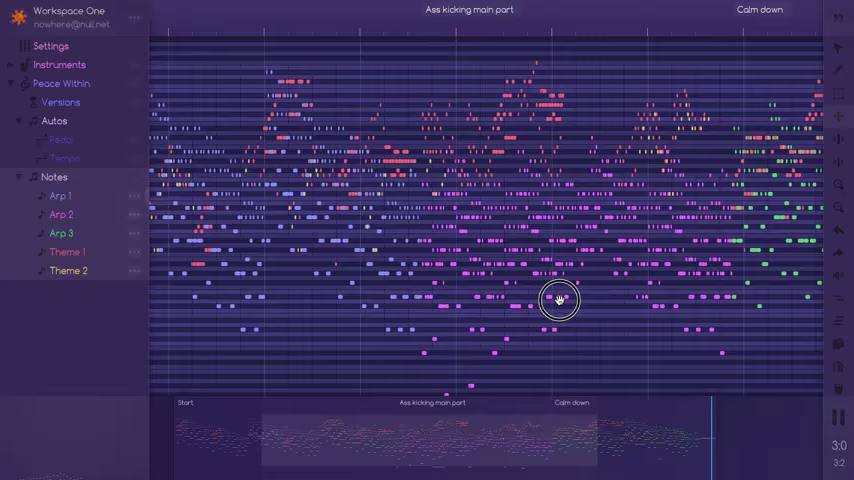 Workspace One
nowhere@null.net
Settings
Instruments
Peace Within
Versions
Autos
Pedal
Tempo
Notes
Arp 1
Arp 2
Arp 3
Theme 1
Theme 2
Ass kicking main part
Calm down
Start
Ass kicking main part
Calm down
3:0
3:2